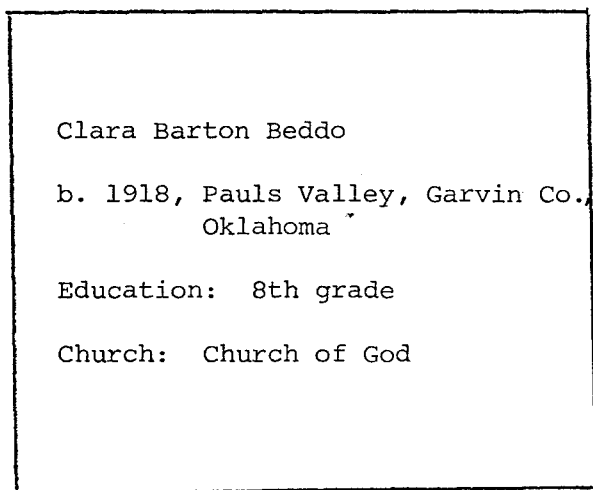 Clara Barton Beddo
b. 1918, Pauls Valley, Garvin Co.,
Oklahoma
Education: 8th grade
Church: Church of God